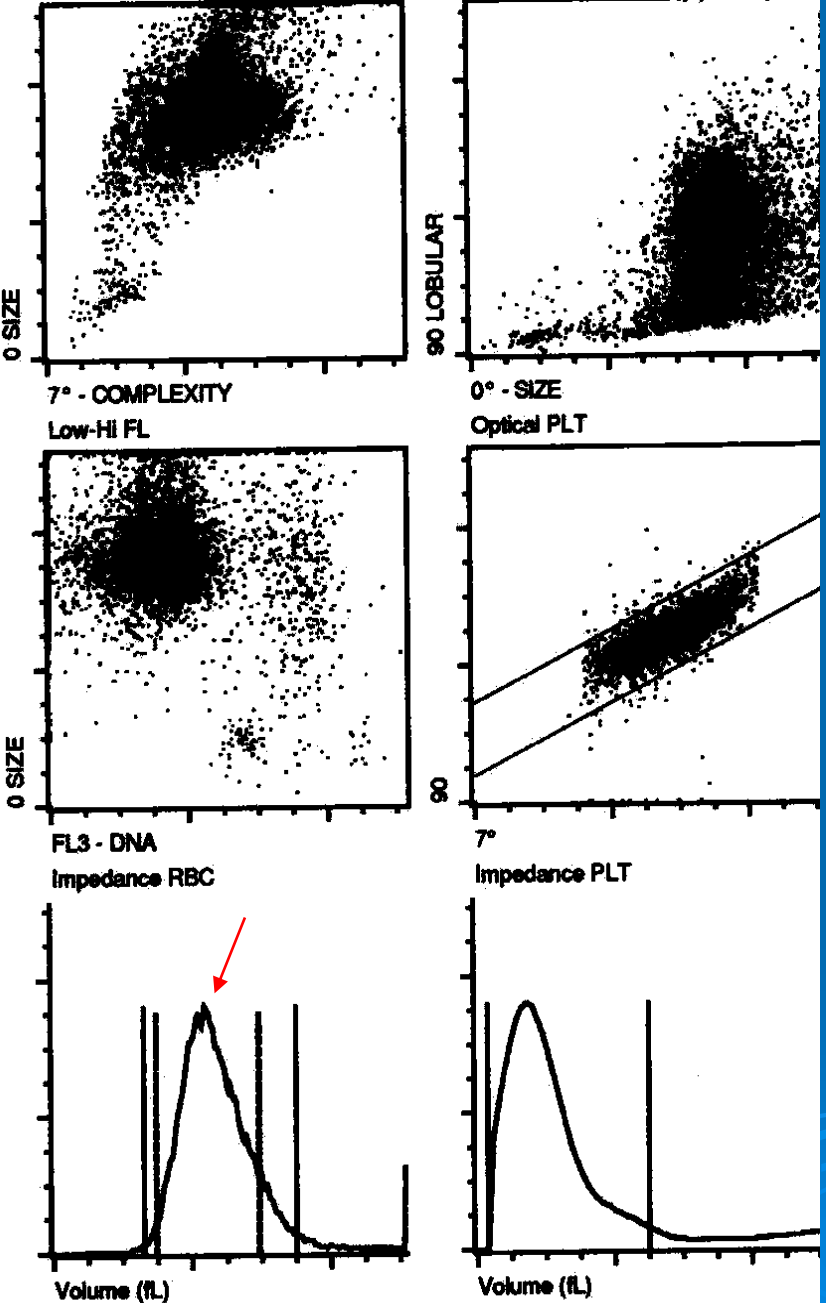 0 SIZE
90 LOBULAR
7° - COMPLEXITY
0° - SIZE
Low-Hi FL
Optical PLT
0 SIZE
90
FL3 - DNA
7°
Impedance RBC
Impedance PLT
Volume (fL)
Volume (fL)